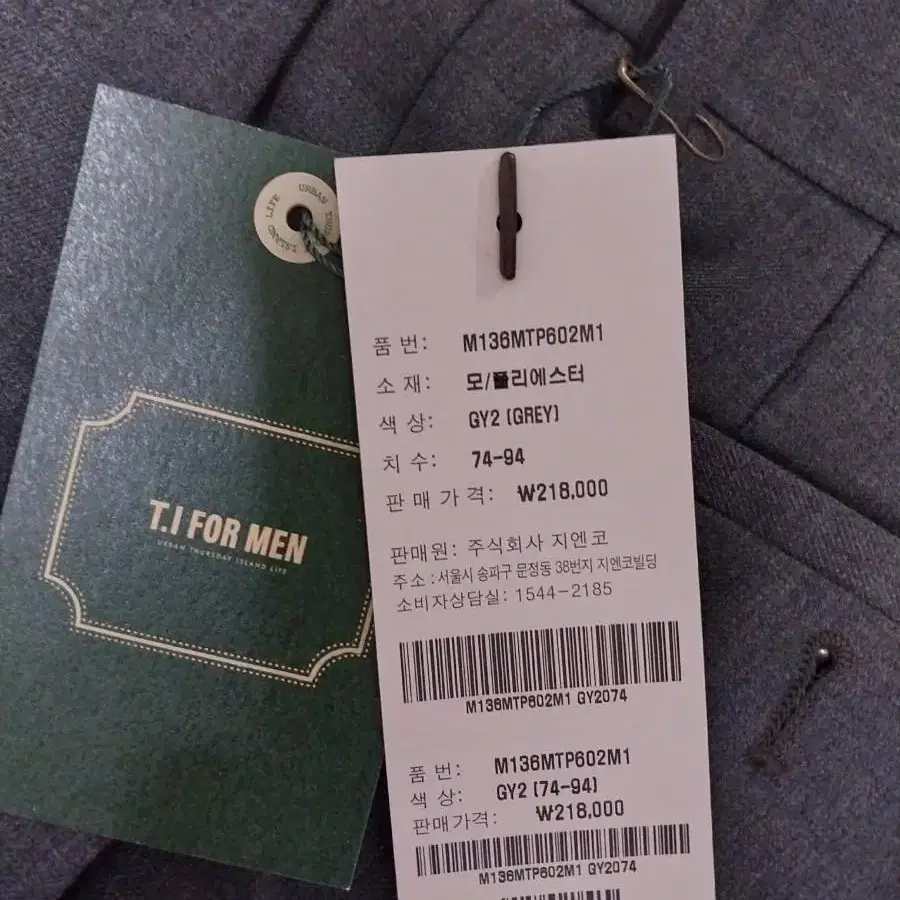 URBAN THURSDAY ISLAND LIFE
T.I FOR MEN
URBAN THURSDAY ISLAND LIFE
품 번: M136MTP602M1
소 재: 모/폴리에스터
색 상: GY2 (GREY)
치 수: 74-94
판 매 가 격: ₩218,000
판매원: 주식회사 지엔코
주소 : 서울시 송파구 문정동 38번지 지엔코빌딩
소비자상담실: 1544-2185
M136MTP602M1 GY2074
품 번: M136MTP602M1
색 상: GY2 (74-94)
판매가격: ₩218,000
M136MTP602M1 GY2074